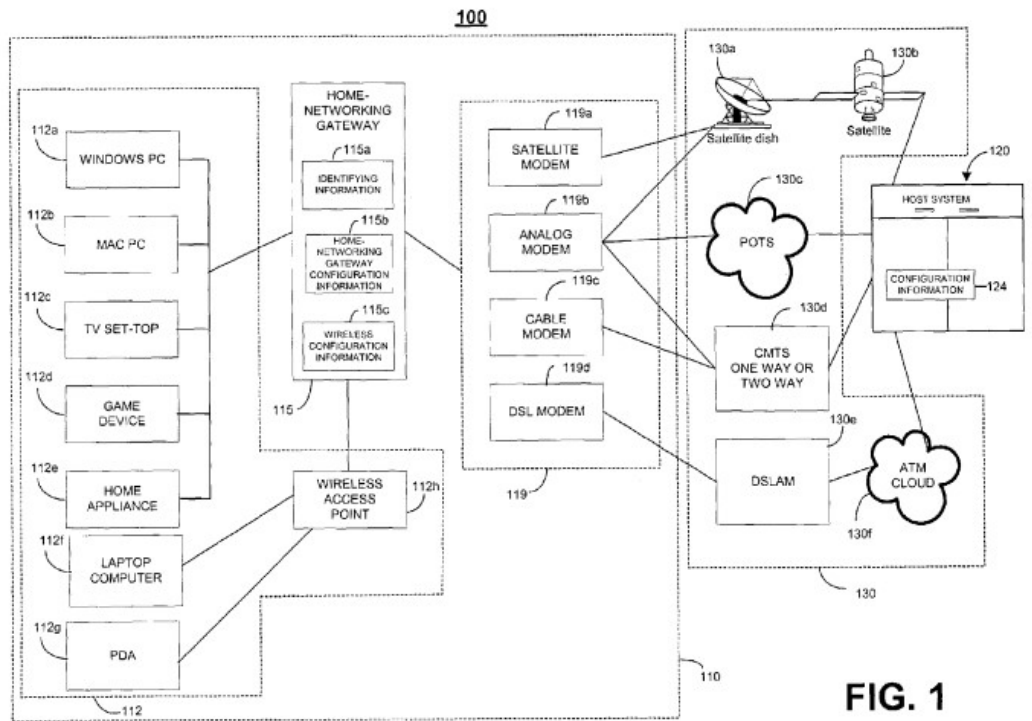 100
112a
WINDOWS PC
112b
MAC PC
112c
TV SET-TOP
112d
GAME
DEVICE
112e
HOME
APPLIANCE
112f
LAPTOP
COMPUTER
112g
PDA
112
HOME-
NETWORKING
GATEWAY
115a
IDENTIFYING
INFORMATION
115b
HOME-
NETWORKING
GATEWAY
CONFIGURATION
INFORMATION
115c
WIRELESS
CONFIGURATION
INFORMATION
115
WIRELESS
ACCESS
POINT
112h
119a
SATELLITE
MODEM
119b
ANALOG
MODEM
119c
CABLE
MODEM
119d
DSL MODEM
119
110
130a
Satellite dish
130b
Satellite
130c
POTS
130d
CMTS
ONE WAY OR
TWO WAY
130e
DSLAM
ATM
CLOUD
130f
130
120
HOST SYSTEM
CONFIGURATION
INFORMATION
124
FIG. 1